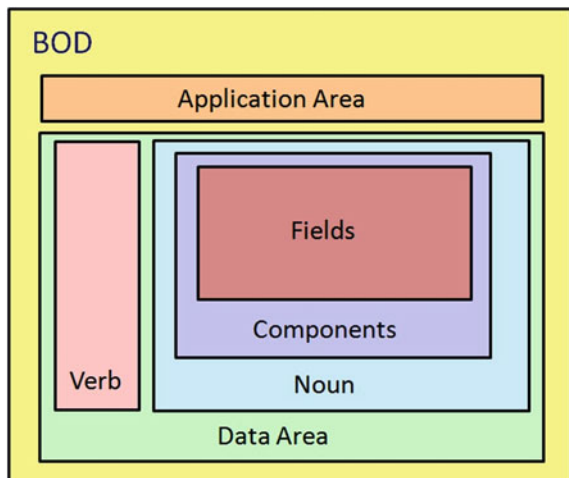 BOD
Application Area
Fields
Components
Verb
Noun
Data Area